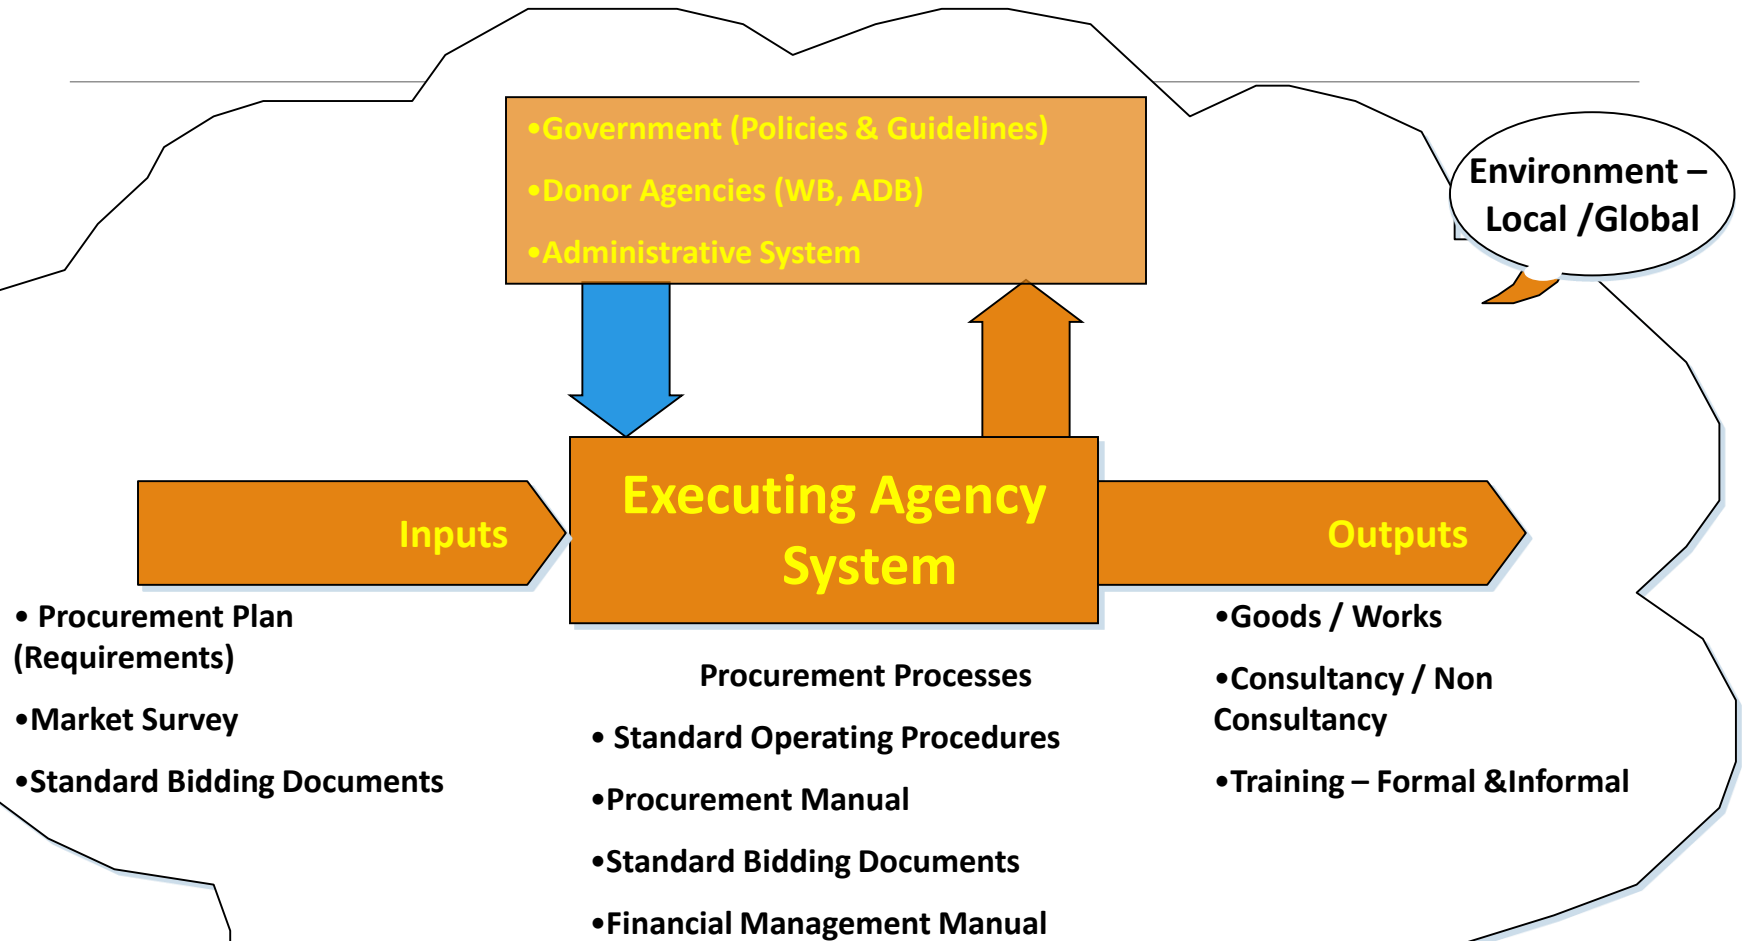 •Government (Policies & Guidelines)
•Donor Agencies (WB, ADB)
•Administrative System
Environment –
Local /Global
Inputs
Executing Agency
System
Outputs
• Procurement Plan
(Requirements)
•Market Survey
•Standard Bidding Documents
Procurement Processes
• Standard Operating Procedures
•Procurement Manual
•Standard Bidding Documents
•Financial Management Manual
•Goods / Works
•Consultancy / Non
Consultancy
•Training – Formal &Informal